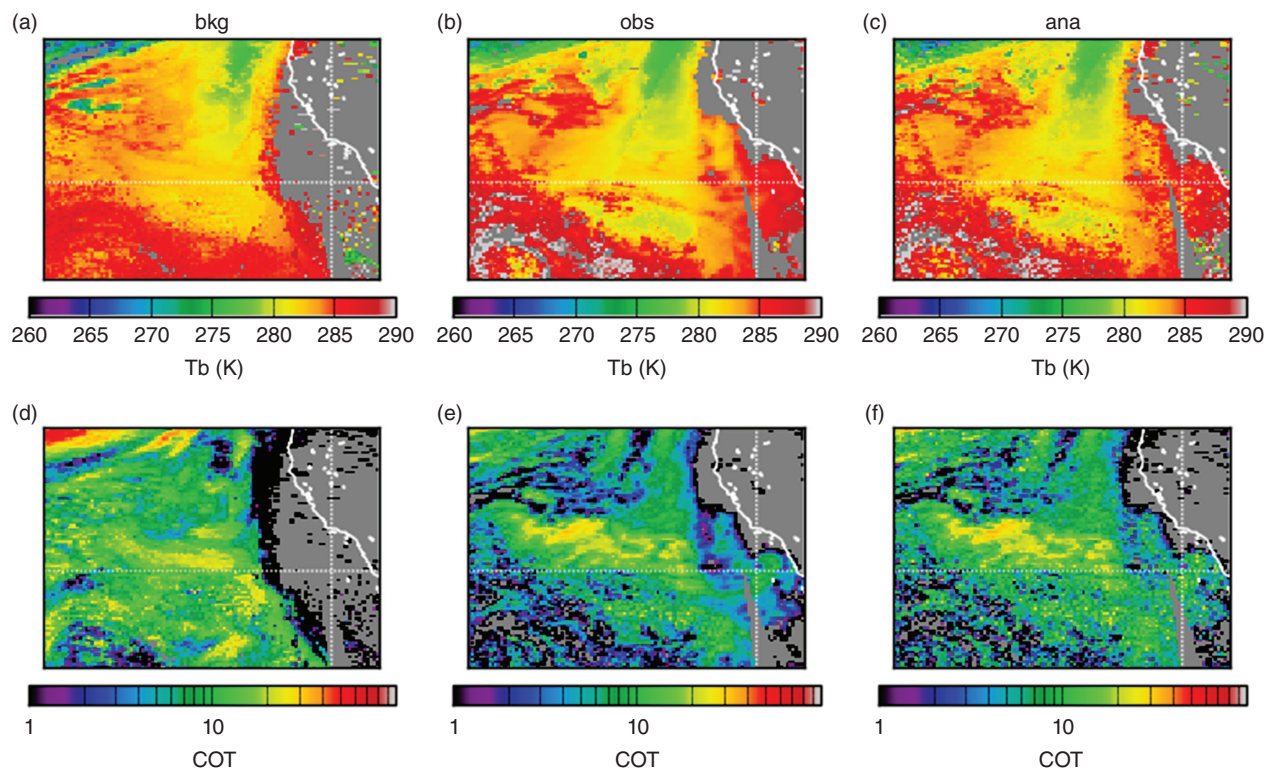 (a) bkg (b) obs (c) ana
260 265 270 275 280 285 290 260 265 270 275 280 285 290 260 265 270 275 280 285 290
Tb (K) Tb (K) Tb (K)
(d) (e) (f)
1 10 1 10 1 10
COT COT COT